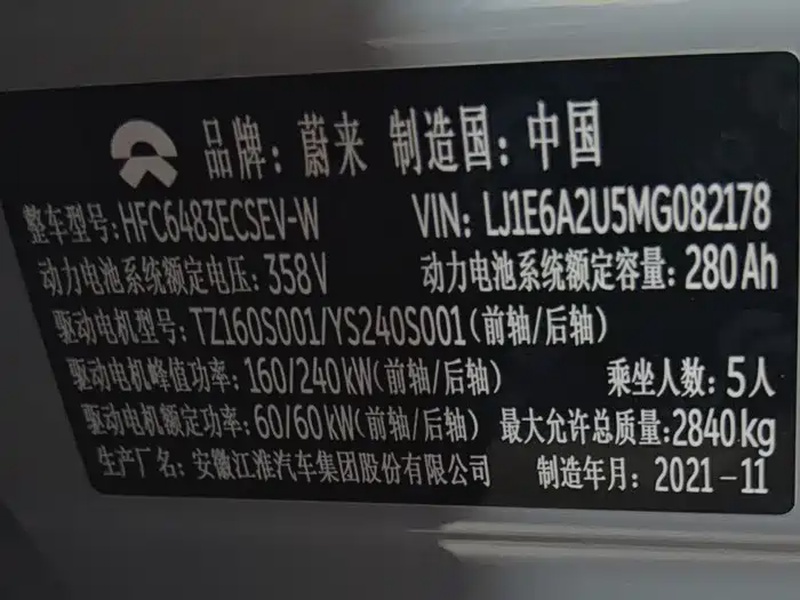 品牌：蔚来 制造国：中国
整车型号：HFC6483ECSEV-W VIN：LJ1E6A2U5MG082178
动力电池系统额定电压：358V 动力电池系统额定容量：280Ah
驱动电机型号：TZ160S001/YS240S001（前轴/后轴）
驱动电机峰值功率：160/240kW（前轴/后轴） 乘坐人数：5人
驱动电机额定功率：60/60kW（前轴/后轴） 最大允许总质量：2840kg
生产厂名：安徽江淮汽车集团股份有限公司 制造年月：2021-11